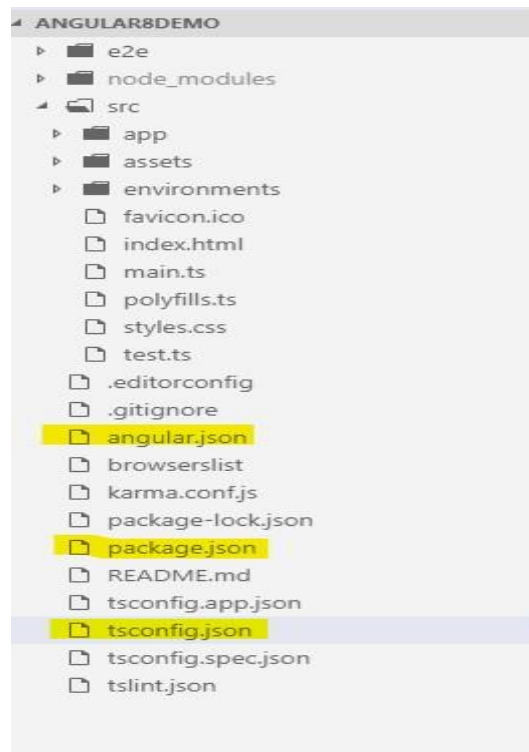 ANGULAR8DEMO
e2e
node_modules
src
app
assets
environments
favicon.ico
index.html
main.ts
polyfills.ts
styles.css
test.ts
.editorconfig
.gitignore
angular.json
browserslist
karma.conf.js
package-lock.json
package.json
README.md
tsconfig.app.json
tsconfig.json
tsconfig.spec.json
tslint.json